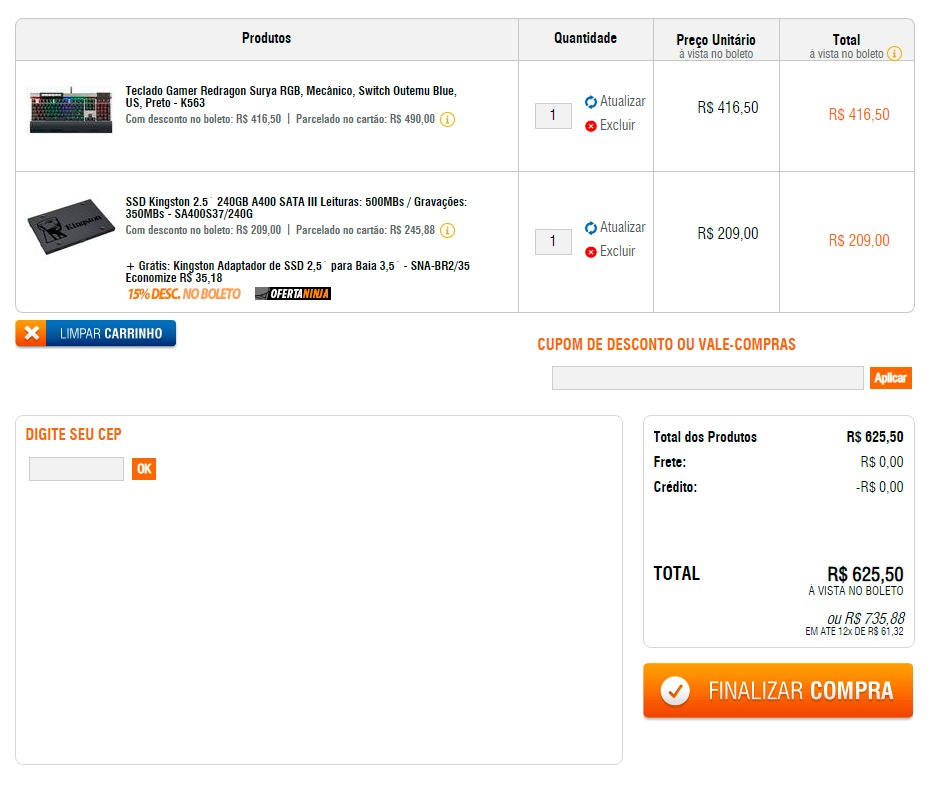 Produtos
Quantidade
Preço Unitário
à vista no boleto
Total
à vista no boleto
Teclado Gamer Redragon Surya RGB, Mecânico, Switch Outemu Blue,
US, Preto - K563
Com desconto no boleto: R$ 416,50 | Parcelado no cartão: R$ 490,00
1
Atualizar
Excluir
R$ 416,50
R$ 416,50
Kingston
SSD Kingston 2.5´ 240GB A400 SATA III Leituras: 500MBs / Gravações:
350MBs - SA400S37/240G
Com desconto no boleto: R$ 209,00 | Parcelado no cartão: R$ 245,88
+ Grátis: Kingston Adaptador de SSD 2,5´ para Baia 3,5´ - SNA-BR2/35
Economize R$ 35,18
15% DESC. NO BOLETO OFERTANINJA
1
Atualizar
Excluir
R$ 209,00
R$ 209,00
LIMPAR CARRINHO
CUPOM DE DESCONTO OU VALE-COMPRAS
Aplicar
DIGITE SEU CEP
OK
Total dos Produtos R$ 625,50
Frete: R$ 0,00
Crédito: -R$ 0,00
TOTAL R$ 625,50
À VISTA NO BOLETO
ou R$ 735,88
EM ATÉ 12x DE R$ 61,32
FINALIZAR COMPRA